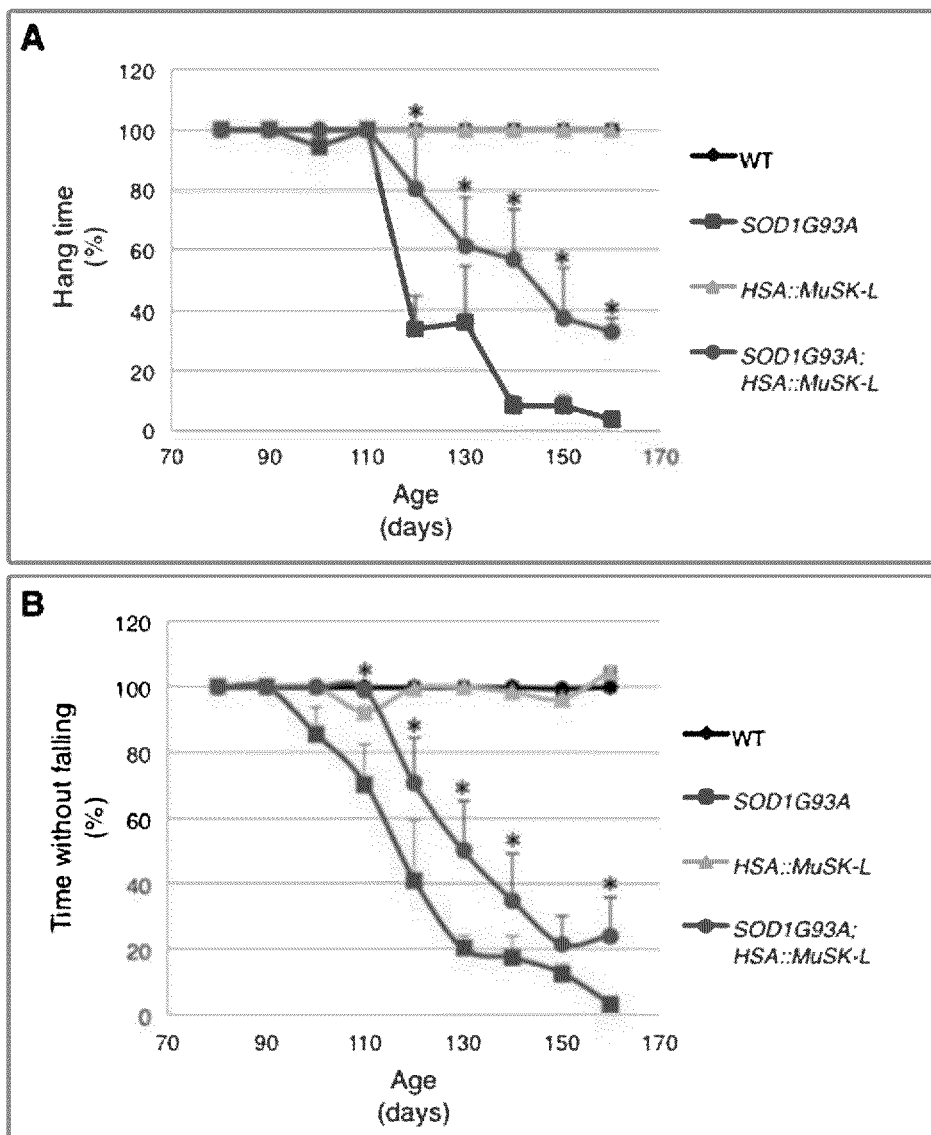 A
120
100
80
60
40
20
0
Hang time
(%)
*
*
*
*
*
70
90
110
130
150
170
Age
(days)
WT
SOD1G93A
HSA::MuSK-L
SOD1G93A;
HSA::MuSK-L
B
120
100
80
60
40
20
0
Time without falling
(%)
*
*
*
*
*
70
90
110
130
150
170
Age
(days)
WT
SOD1G93A
HSA::MuSK-L
SOD1G93A;
HSA::MuSK-L